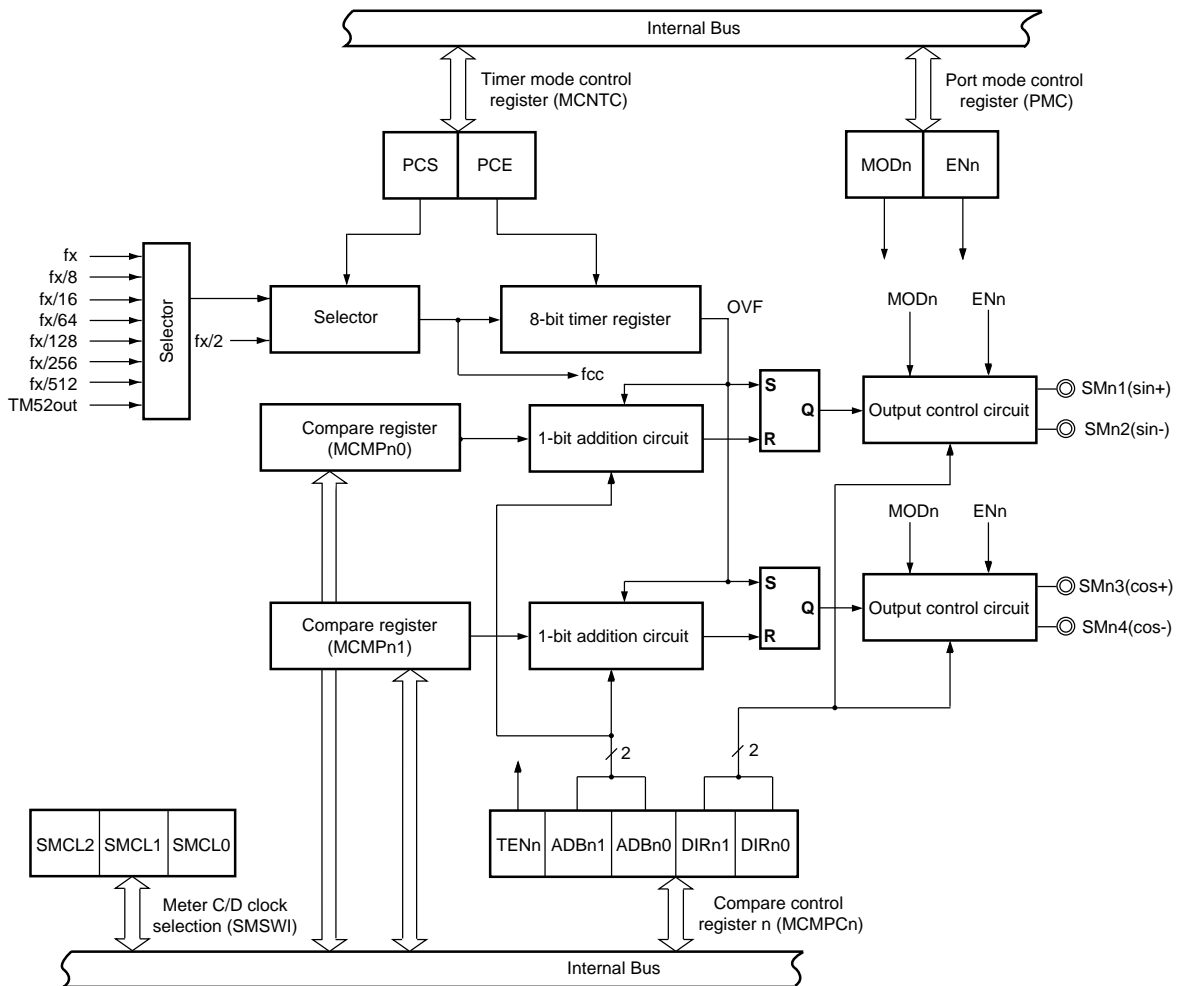 Internal Bus
Timer mode control
register (MCNTC)
Port mode control
register (PMC)
PCS PCE
MODn ENn
fx
fx/8
fx/16
fx/64
fx/128
fx/256
fx/512
TM52out
Selector
fx/2
Selector
8-bit timer register
OVF
fcc
MODn ENn
Compare register
(MCMPn0)
1-bit addition circuit
S
R
Q
Output control circuit
SMn1(sin+)
SMn2(sin-)
MODn ENn
Compare register
(MCMPn1)
1-bit addition circuit
S
R
Q
Output control circuit
SMn3(cos+)
SMn4(cos-)
2
2
SMCL2 SMCL1 SMCL0
TENn ADBn1 ADBn0 DIRn1 DIRn0
Meter C/D clock
selection (SMSWI)
Compare control
register n (MCMPCn)
Internal Bus